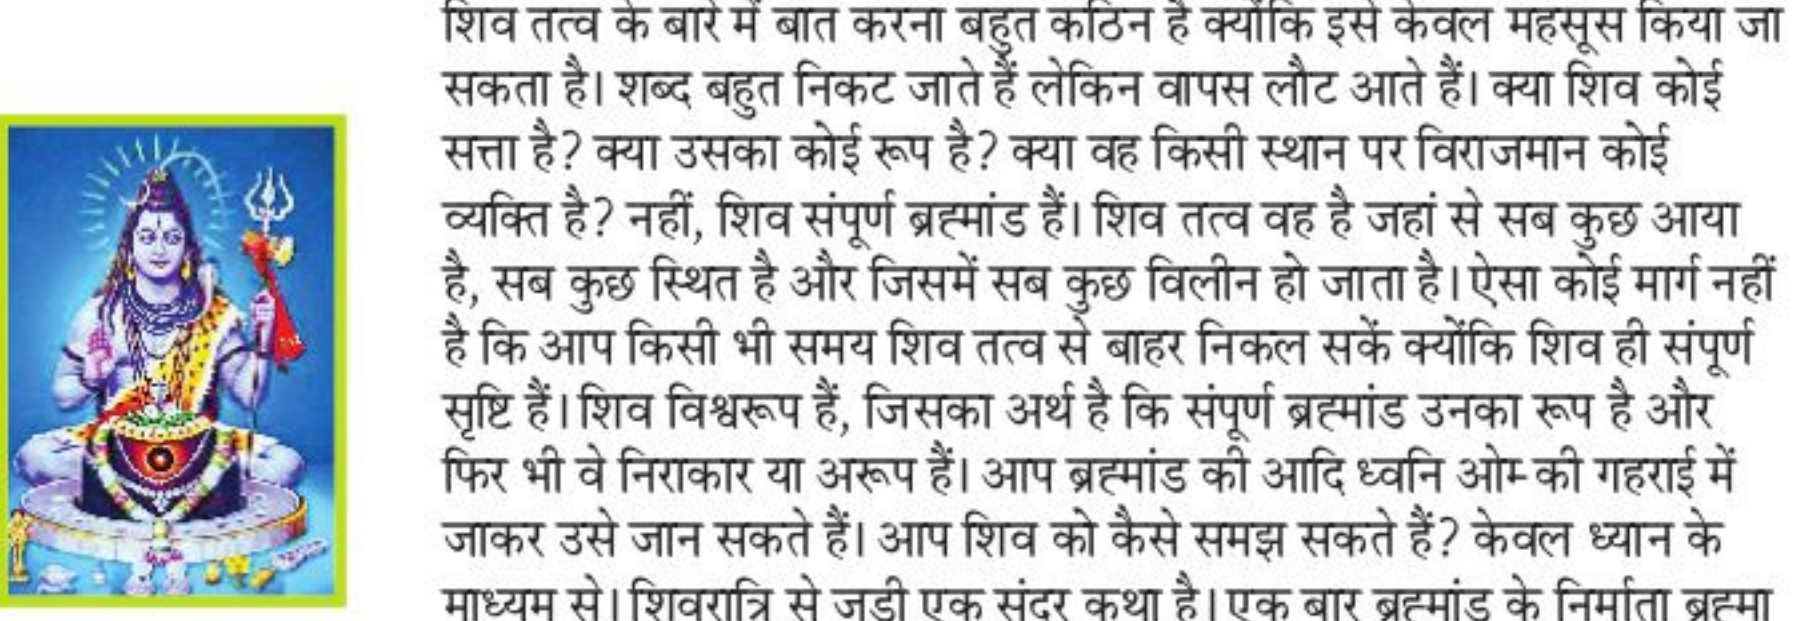 शिव तत्व के बारे में बात करना बहुत कठिन है क्योंकि इसे केवल महसूस किया जा
सकता है। शब्द बहुत निकट जाते हैं लेकिन वापस लौट आते हैं। क्या शिव कोई
सत्ता है? क्या उसका कोई रूप है? क्या वह किसी स्थान पर विराजमान कोई
व्यक्ति है? नहीं, शिव संपूर्ण ब्रह्मांड हैं। शिव तत्व वह है जहां से सब कुछ आया
है, सब कुछ स्थित है और जिसमें सब कुछ विलीन हो जाता है। ऐसा कोई मार्ग नहीं
है कि आप किसी भी समय शिव तत्व से बाहर निकल सकें क्योंकि शिव ही संपूर्ण
सृष्टि हैं। शिव विश्वरूप हैं, जिसका अर्थ है कि संपूर्ण ब्रह्मांड उनका रूप है और
फिर भी वे निराकार या अरूप हैं। आप ब्रह्मांड की आदि ध्वनि ओम् की गहराई में
जाकर उसे जान सकते हैं। आप शिव को कैसे समझ सकते हैं? केवल ध्यान के
माध्यम से। शिवरात्रि से जुड़ी एक सुंदर कथा है। एक बार ब्रह्मांड के निर्माता ब्रह्मा